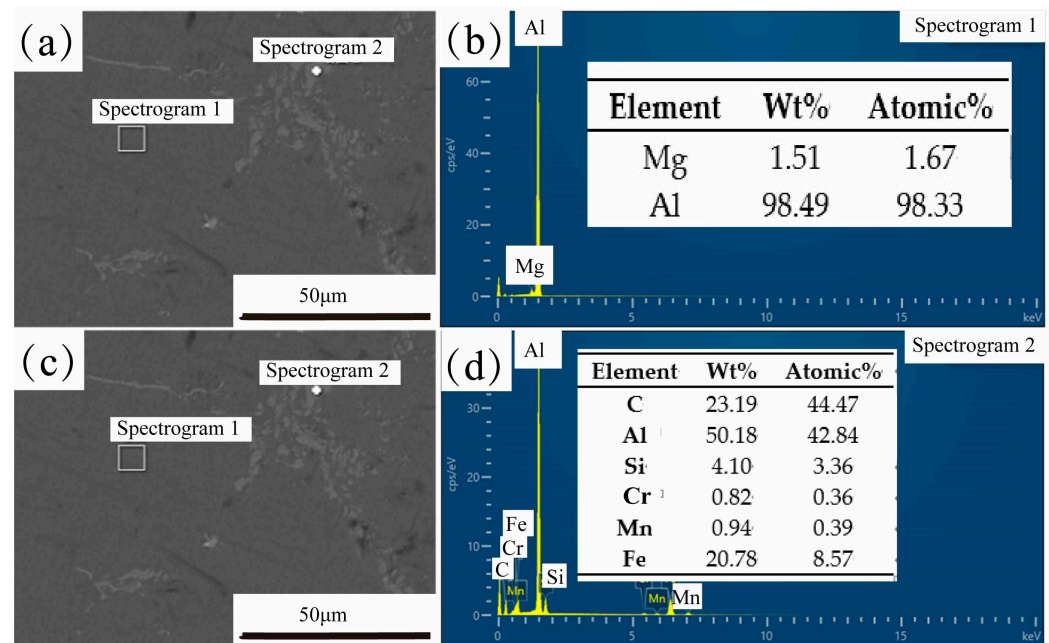 (a)
Spectrogram 2
Spectrogram 1
50μm
(b)
Al
Spectrogram 1
Element Wt% Atomic%
Mg 1.51 1.67
Al 98.49 98.33
60
40
20
0
cps/eV
Mg
0 5 10 15 keV
(c)
Spectrogram 2
Spectrogram 1
50μm
(d)
Al
Spectrogram 2
Element Wt% Atomic%
C 23.19 44.47
Al 50.18 42.84
Si 4.10 3.36
Cr 0.82 0.36
Mn 0.94 0.39
Fe 20.78 8.57
30
20
10
0
cps/eV
Fe
Cr
C
Mn
Si
Mn
Mn
0 5 10 15 keV